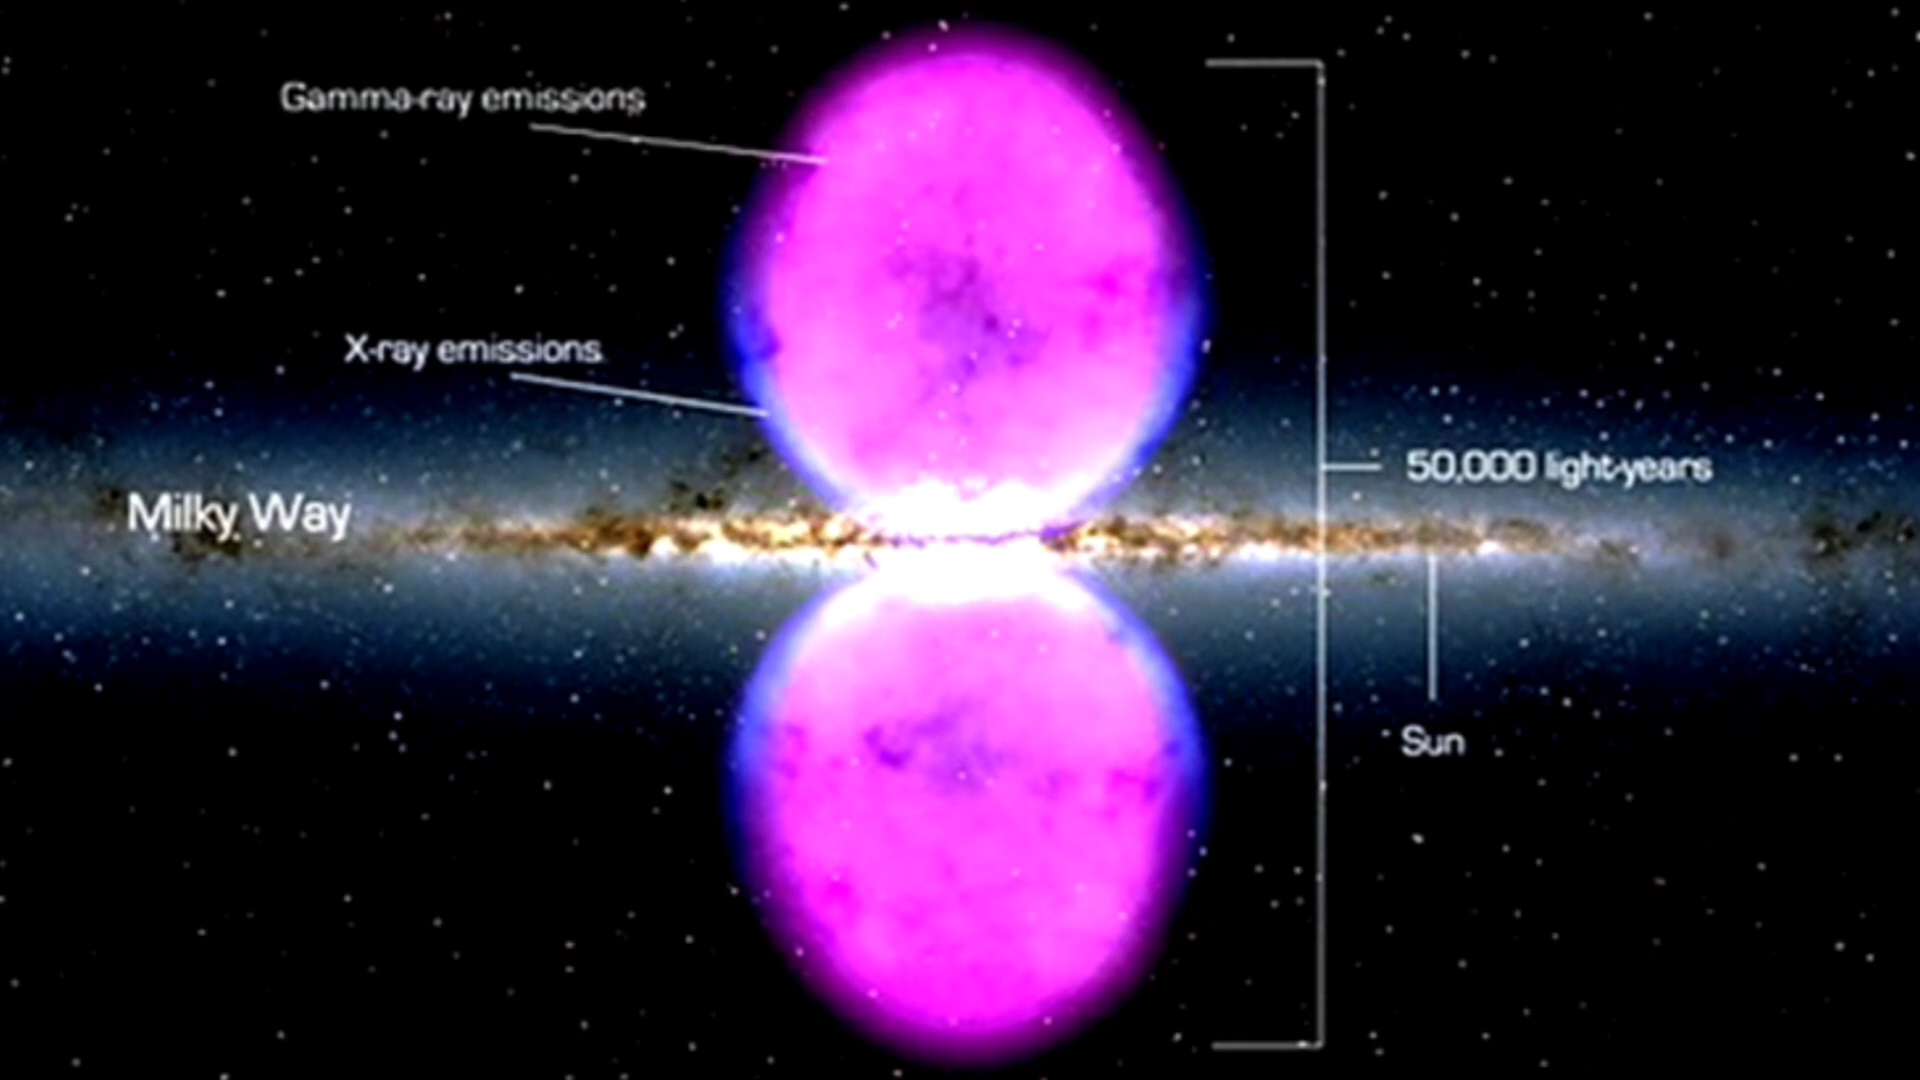 Gamma-ray emissions
X-ray emissions
50,000 light-years
Milky Way
Sun